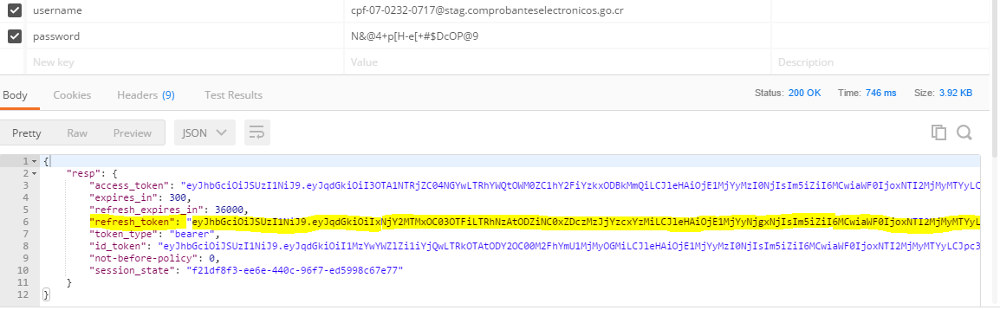 username cpf-07-0232-0717@stag.comprobanteselectronicos.go.cr
password N&@4+p[H-e[+#$DcOP@9
New key Value Description
Body Cookies Headers (9) Test Results Status: 200 OK Time: 746 ms Size: 3.92 KB
Pretty Raw Preview JSON
1 {
2 "resp": {
3 "access_token": "eyJhbGciOiJSUzI1NiJ9.eyJqdGkiOiI3OTA1NTRjZC04NGYwLTRhYWQtOWM0ZC1hY2FiYzkxODBkMmQiLCJleHAiOjE1MjYyMzI0NjIsIm5iZiI6MCwiaWF0IjoxNTI2MjMyMTYyLC
4 "expires_in": 300,
5 "refresh_expires_in": 36000,
6 "refresh_token": "eyJhbGciOiJSUzI1NiJ9.eyJqdGkiOiIxNjY2MTMxOC03OTFiLTRhNzAtODZiNC0xZDczMzJjYzcxYzMiLCJleHAiOjE1MjYyNjgxNjIsIm5iZiI6MCwiaWF0IjoxNTI2MjMyMTYyL
7 "token_type": "bearer",
8 "id_token": "eyJhbGciOiJSUzI1NiJ9.eyJqdGkiOiI1MzYwYWZlZi1iYjQwLTRkOTAtODY2OC00M2FhYmU1MjMyOGMiLCJleHAiOjE1MjYyMzI0NjIsIm5iZiI6MCwiaWF0IjoxNTI2MjMyMTYyLCJpc3
9 "not-before-policy": 0,
10 "session_state": "f21df8f3-ee6e-440c-96f7-ed5998c67e77"
11 }
12 }